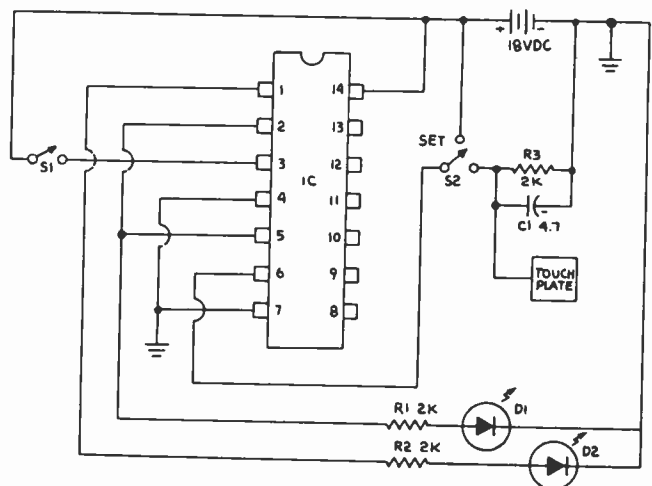 + -
18VDC
1 14
2 13
3 12
4 11
5 10
6 9
7 8
IC
S1
SET
S2
R3
2K
C1 4.7
-
TOUCH
PLATE
R1 2K
D1
R2 2K
D2